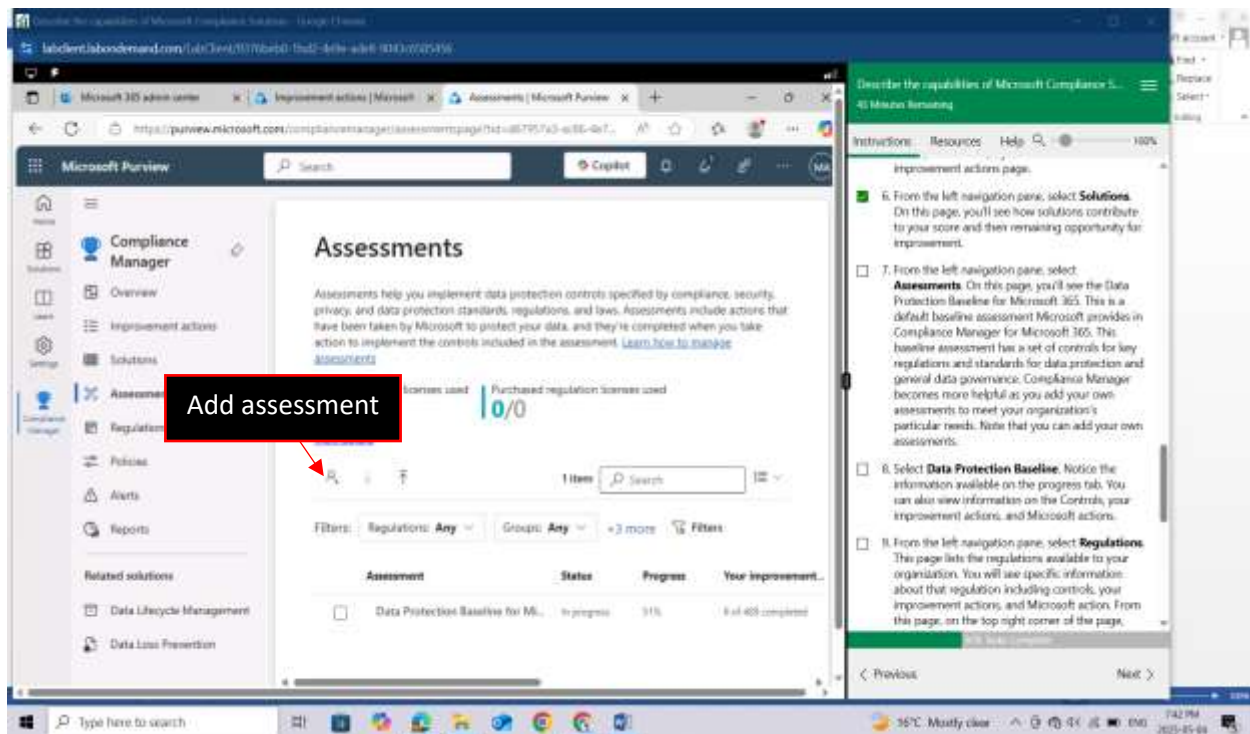 Describe the capabilities of Microsoft Compliance Solutions - Google Chrome
Microsoft 365 admin center
Improvement actions | Microsoft
Assessments | Microsoft Purview
Microsoft Purview
Search
Copilot
Home
Solutions
Learn
Settings
Compliance Manager
Compliance
Manager
Overview
Improvement actions
Solutions
Regulation
Policies
Alerts
Reports
Related solutions
Data Lifecycle Management
Data Loss Prevention
Assessments
Assessments help you implement data protection controls specified by compliance, security,
privacy, and data protection standards, regulations, and laws. Assessments include actions that
have been taken by Microsoft to protect your data, and they're completed when you take
action to implement the controls included in the assessment. Learn how to manage
assessments
licenses used
Purchased regulation licenses used
0/0
Add assessment
1 item
Search
Filters:
Regulations: Any
Groups: Any
+3 more
Filters
Assessment
Status
Progress
Your improvement...
Data Protection Baseline for Mi...
In progress
Describe the capabilities of Microsoft Compliance S...
Minutes Remaining
Instructions
Resources
Help
100%
improvement actions page.
6. From the left navigation pane, select Solutions.
On this page, you'll see how solutions contribute
to your score and then remaining opportunity for
improvement.
7. From the left navigation pane, select
Assessments. On this page, you'll see the Data
Protection Baseline for Microsoft 365. This is a
default baseline assessment Microsoft provides in
Compliance Manager for Microsoft 365. This
baseline assessment has a set of controls for key
regulations and standards for data protection and
general data governance. Compliance Manager
becomes more helpful as you add your own
assessments to meet your organization's
particular needs. Note that you can add your own
assessments.
8. Select Data Protection Baseline. Notice the
information available on the progress tab. You
can also view information on the Controls, your
improvement actions, and Microsoft actions.
9. From the left navigation pane, select Regulations.
This page lists the regulations available to your
organization. You will see specific information
about that regulation including controls, your
improvement actions, and Microsoft action. From
this page, on the top right corner of the page,
< Previous
Next >
Replace
Select
Type here to search
16°C Mostly clear
ENG
7:42 PM